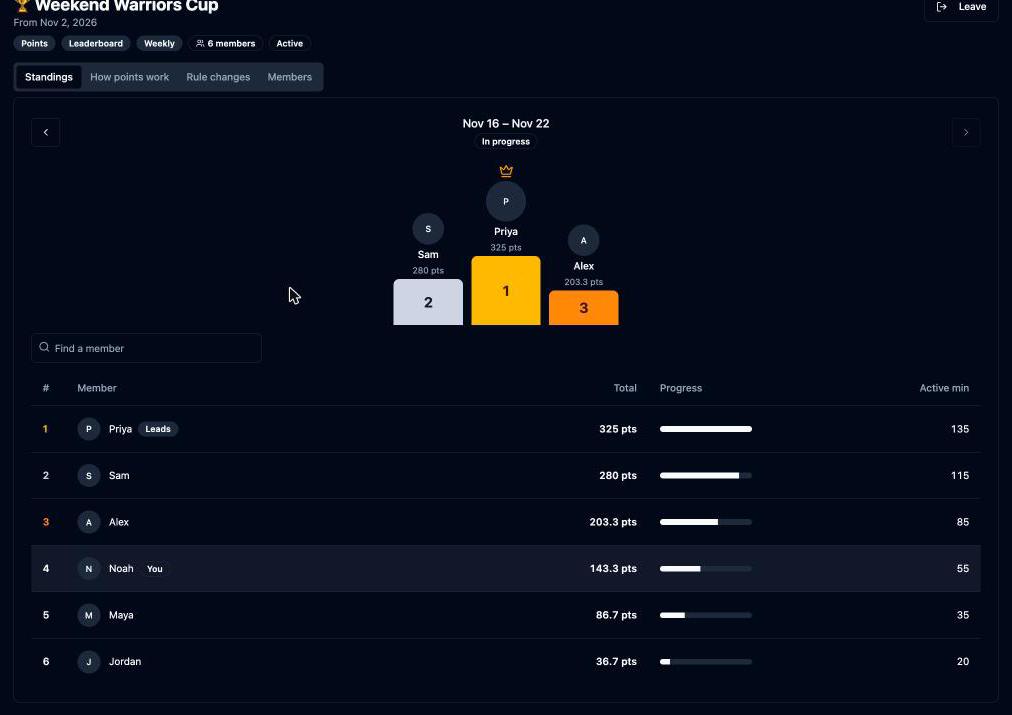 🏆 Weekend Warriors Cup
Leave
From Nov 2, 2026
Points Leaderboard Weekly 6 members Active
Standings How points work Rule changes Members
Nov 16 – Nov 22
In progress
P
Priya
325 pts
1
S
Sam
280 pts
2
A
Alex
203.3 pts
3
Find a member
# Member Total Progress Active min
1 P Priya Leads 325 pts 135
2 S Sam 280 pts 115
3 A Alex 203.3 pts 85
4 N Noah You 143.3 pts 55
5 M Maya 86.7 pts 35
6 J Jordan 36.7 pts 20